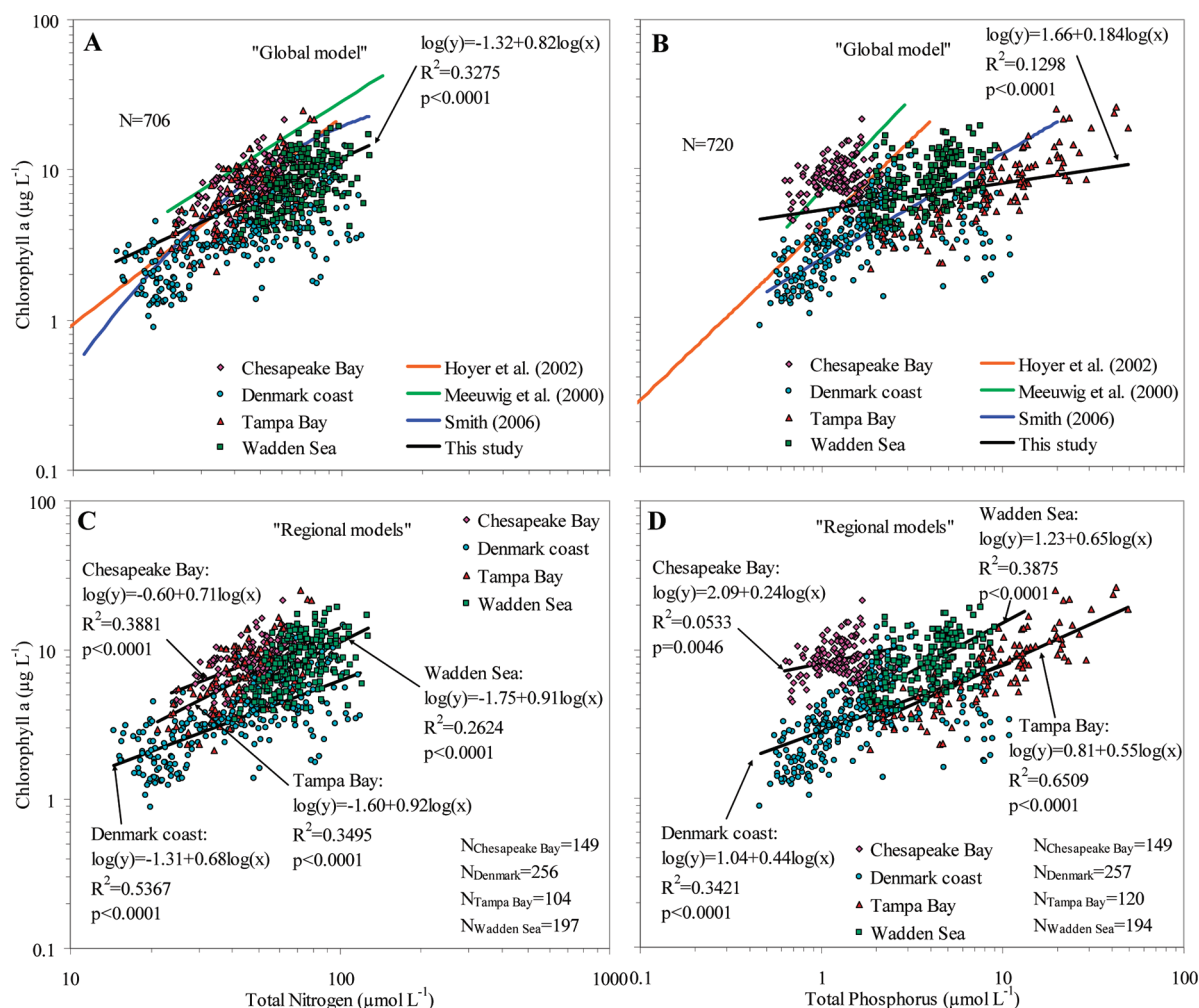 A
"Global model"
log(y)=-1.32+0.82log(x)
R²=0.3275
p<0.0001
N=706
100
10
1
0.1
Chlorophyll a (µg L⁻¹)
Chesapeake Bay
Denmark coast
Tampa Bay
Wadden Sea
Hoyer et al. (2002)
Meeuwig et al. (2000)
Smith (2006)
This study
B
"Global model"
log(y)=1.66+0.184log(x)
R²=0.1298
p<0.0001
N=720
Chesapeake Bay
Denmark coast
Tampa Bay
Wadden Sea
Hoyer et al. (2002)
Meeuwig et al. (2000)
Smith (2006)
This study
C
"Regional models"
Chesapeake Bay
Denmark coast
Tampa Bay
Wadden Sea
Chesapeake Bay:
log(y)=-0.60+0.71log(x)
R²=0.3881
p<0.0001
Wadden Sea:
log(y)=-1.75+0.91log(x)
R²=0.2624
p<0.0001
Tampa Bay:
log(y)=-1.60+0.92log(x)
R²=0.3495
p<0.0001
Denmark coast:
log(y)=-1.31+0.68log(x)
R²=0.5367
p<0.0001
NChesapeake Bay=149
NDenmark=256
NTampa Bay=104
NWadden Sea=197
100
10
1
0.1
Chlorophyll a (µg L⁻¹)
10
100
1000
Total Nitrogen (µmol L⁻¹)
D
"Regional models"
Wadden Sea:
log(y)=1.23+0.65log(x)
R²=0.3875
p<0.0001
Chesapeake Bay:
log(y)=2.09+0.24log(x)
R²=0.0533
p=0.0046
Tampa Bay:
log(y)=0.81+0.55log(x)
R²=0.6509
p<0.0001
Denmark coast:
log(y)=1.04+0.44log(x)
R²=0.3421
p<0.0001
Chesapeake Bay
Denmark coast
Tampa Bay
Wadden Sea
NChesapeake Bay=149
NDenmark=257
NTampa Bay=120
NWadden Sea=194
0.1
1
10
100
Total Phosphorus (µmol L⁻¹)